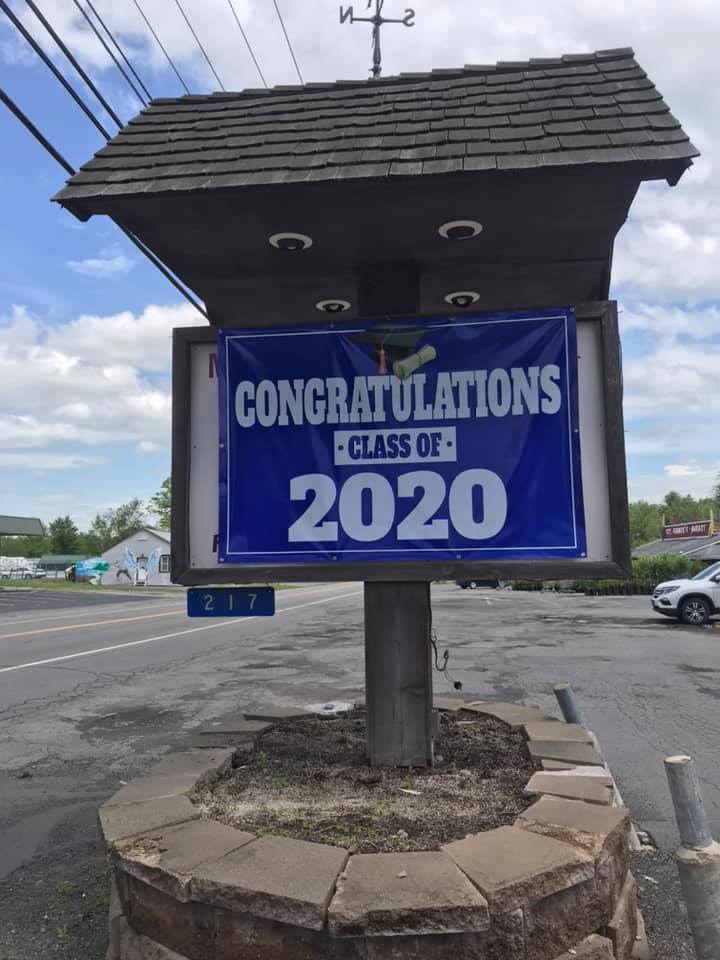 N S
CONGRATULATIONS
· CLASS OF ·
2020
217